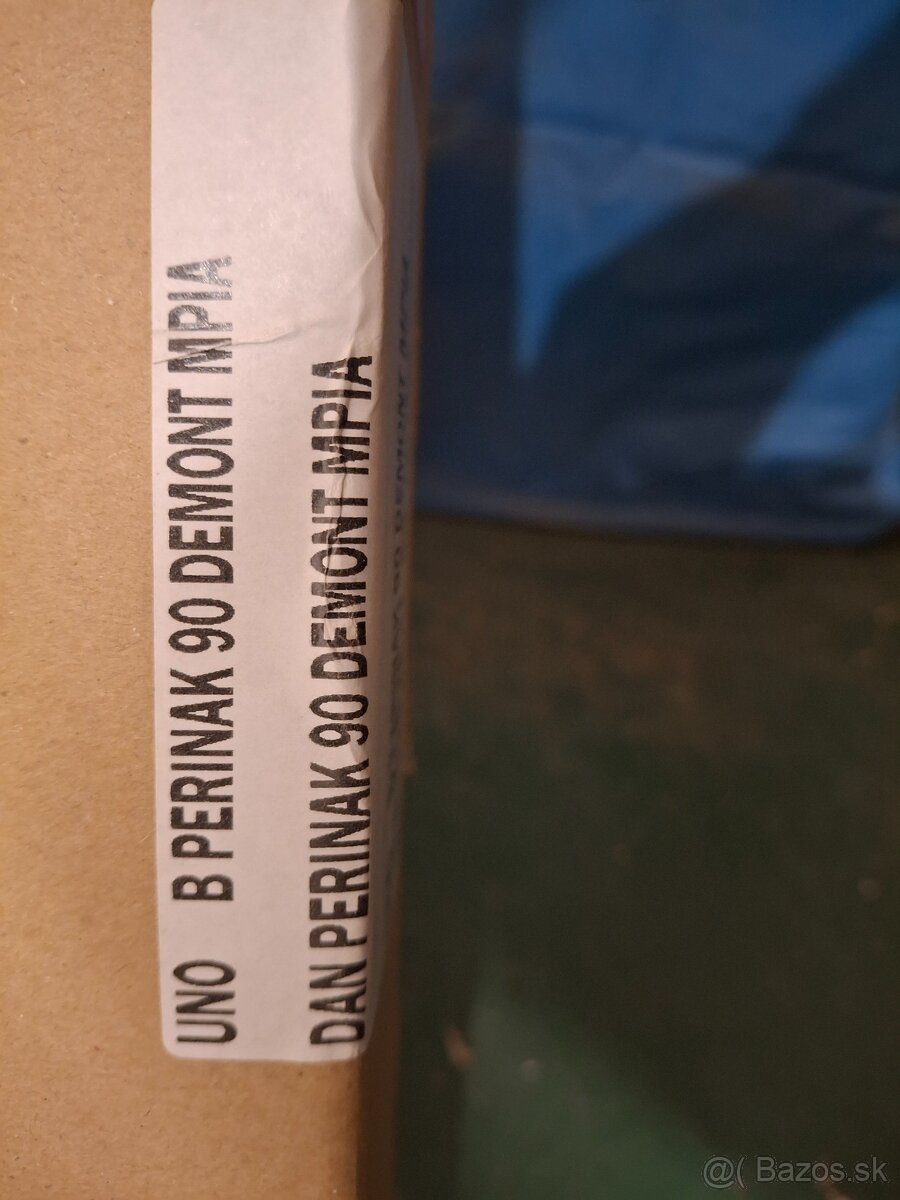 UNO B PERINAK 90 DEMONT MPIA
DAN PERINAK 90 DEMONT MPIA
@( Bazos.sk